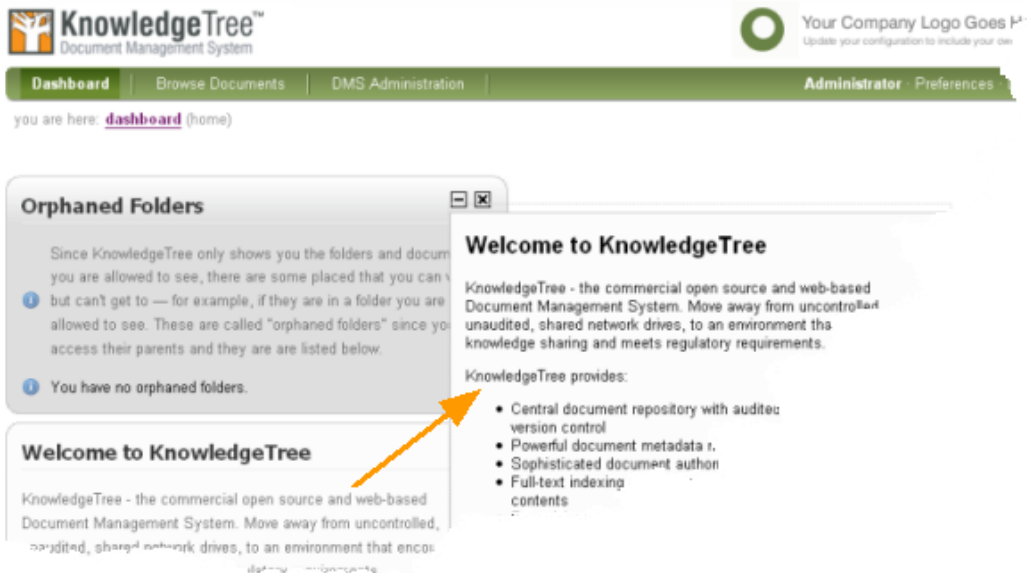 KnowledgeTree™
Document Management System
Your Company Logo Goes H
Update your configuration to include your own
Dashboard Browse Documents DMS Administration Administrator · Preferences ·
you are here: dashboard (home)
Orphaned Folders
Since KnowledgeTree only shows you the folders and docum
you are allowed to see, there are some placed that you can
but can't get to — for example, if they are in a folder you are
allowed to see. These are called "orphaned folders" since yo
access their parents and they are are listed below.
You have no orphaned folders.
Welcome to KnowledgeTree
KnowledgeTree - the commercial open source and web-based
Document Management System. Move away from uncontrolled,
unaudited, shared network drives, to an environment that encou
Welcome to KnowledgeTree
KnowledgeTree - the commercial open source and web-based
Document Management System. Move away from uncontrolled
unaudited, shared network drives, to an environment tha
knowledge sharing and meets regulatory requirements.
KnowledgeTree provides:
• Central document repository with audited
version control
• Powerful document metadata
• Sophisticated document author
• Full-text indexing
contents